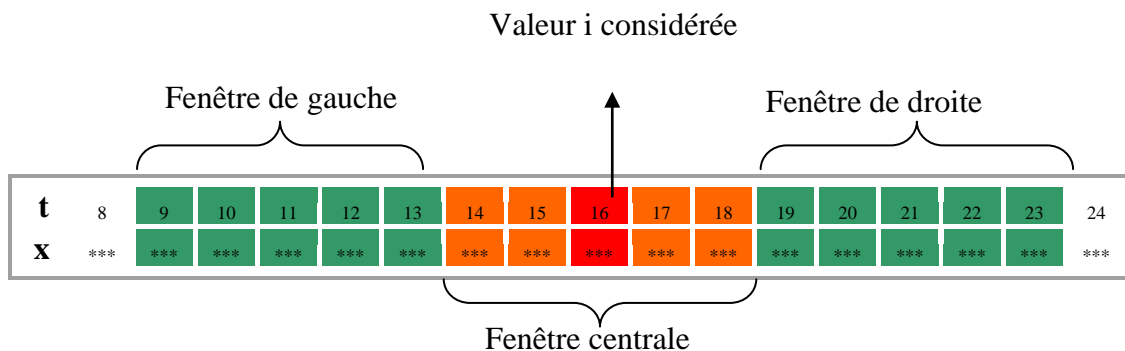 Valeur i considérée
Fenêtre de gauche
Fenêtre de droite
t 8 9 10 11 12 13 14 15 16 17 18 19 20 21 22 23 24
x *** *** *** *** *** *** *** *** *** *** *** *** *** *** *** *** ***
Fenêtre centrale